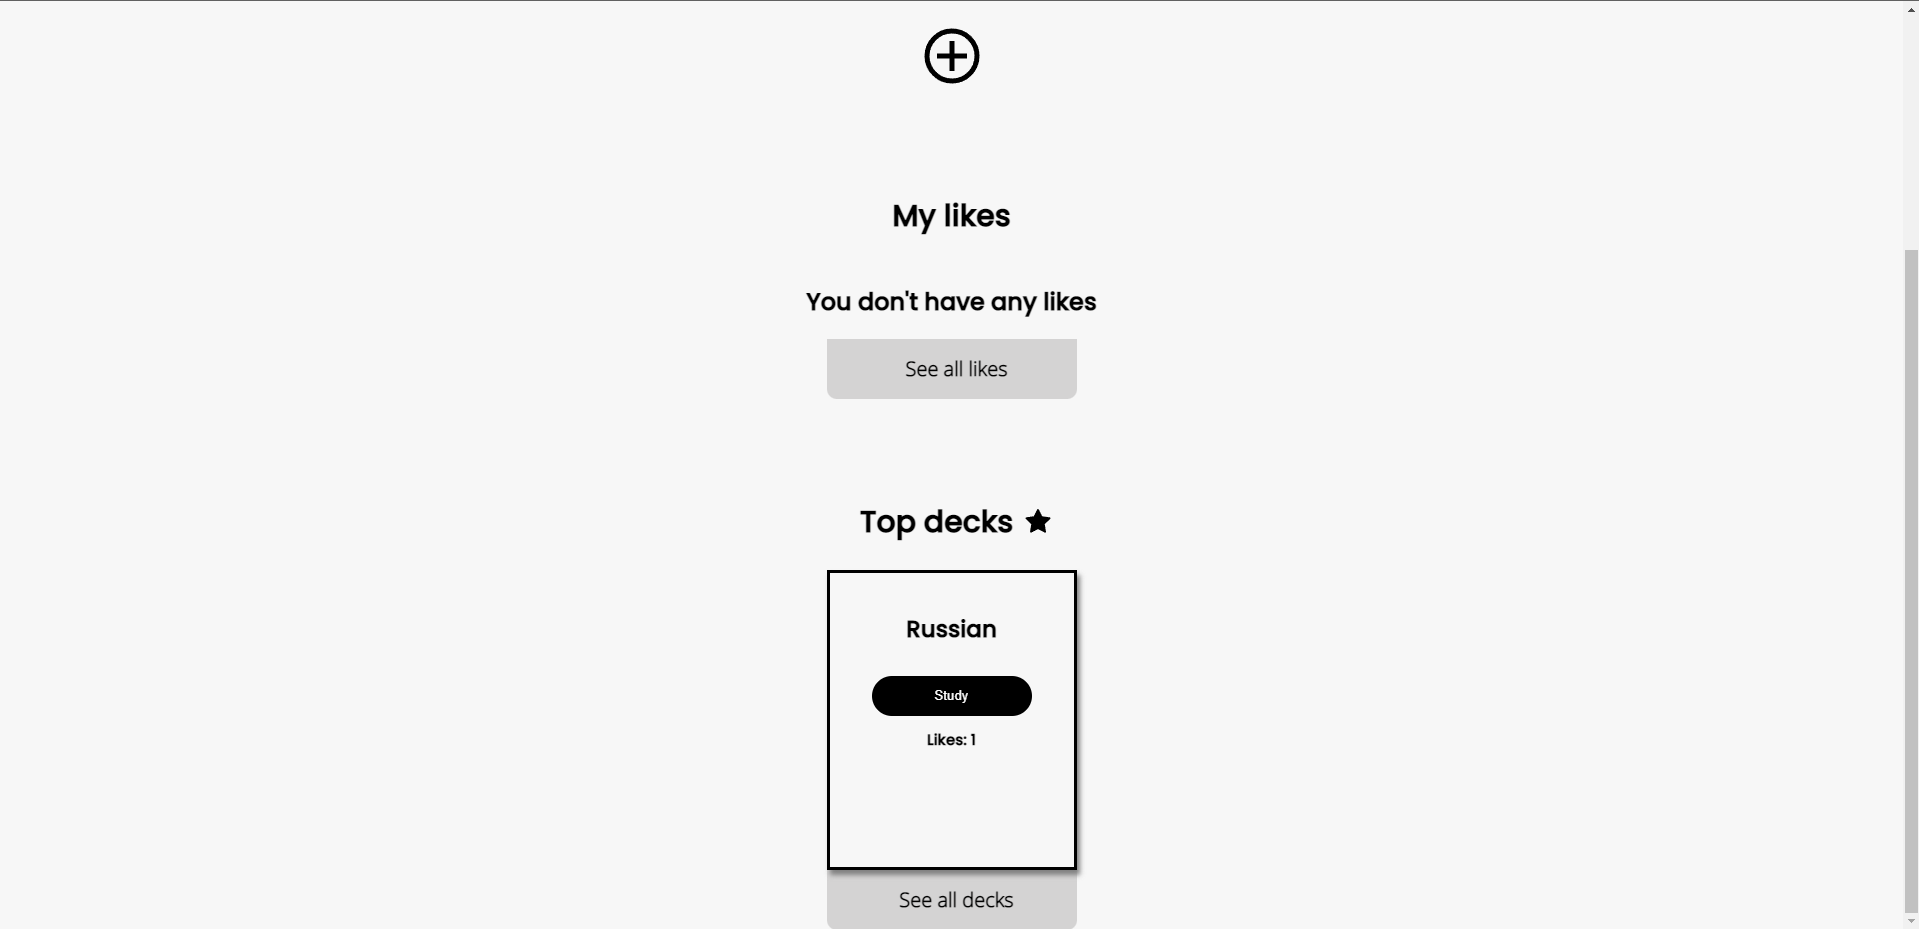 My likes
You don't have any likes
See all likes
Top decks
Russian
Study
Likes: 1
See all decks